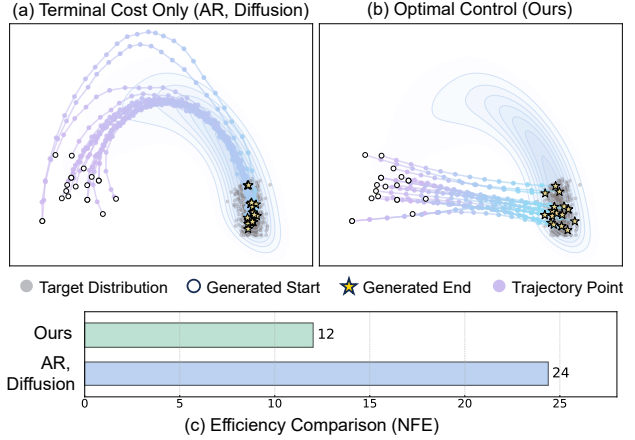 (a) Terminal Cost Only (AR, Diffusion)
(b) Optimal Control (Ours)
Target Distribution
Generated Start
Generated End
Trajectory Point
Ours
12
AR,
Diffusion
24
0 5 10 15 20 25
(c) Efficiency Comparison (NFE)